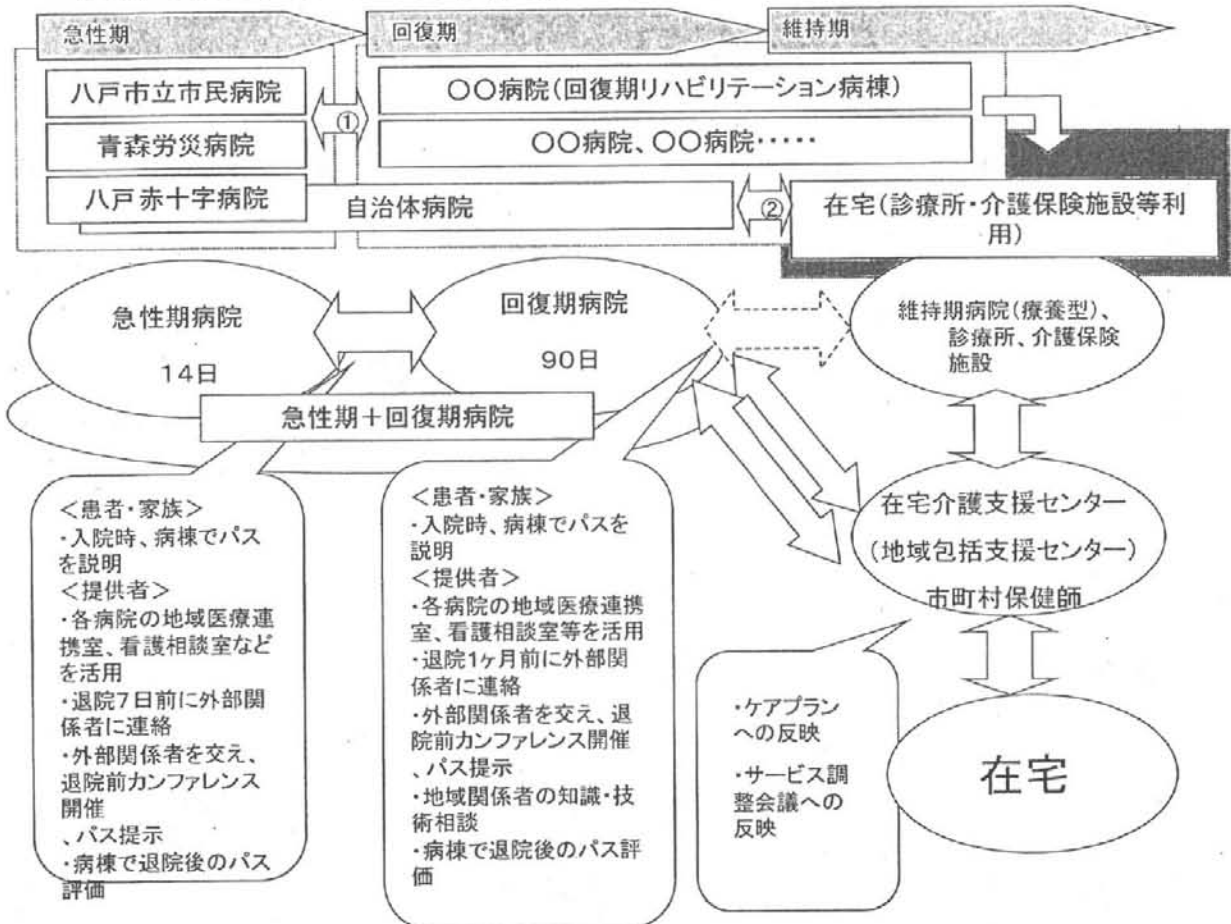 急性期
回復期
維持期
八戸市立市民病院
青森労災病院
八戸赤十字病院
①
〇〇病院(回復期リハビリテーション病棟)
〇〇病院、〇〇病院‥‥‥
自治体病院
②
在宅(診療所・介護保険施設等利
用)
急性期病院
14日
回復期病院
90日
急性期+回復期病院
維持期病院(療養型)、
診療所、介護保険
施設
<患者・家族>
・入院時、病棟でパス
を説明
<提供者>
・各病院の地域医療連
携室、看護相談室など
を活用
・退院7日前に外部関
係者に連絡
・外部関係者を交え、
退院前カンファレンス
開催
、パス提示
・病棟で退院後のパス
評価
<患者・家族>
・入院時、病棟でパスを
説明
<提供者>
・各病院の地域医療連携
室、看護相談室等を活用
・退院1ヶ月前に外部関
係者に連絡
・外部関係者を交え、退
院前カンファレンス開催
、パス提示
・地域関係者の知識・技
術相談
・病棟で退院後のパス評
価
在宅介護支援センター
(地域包括支援センター)
市町村保健師
・ケアプラン
への反映
・サービス調
整会議への
反映
在宅